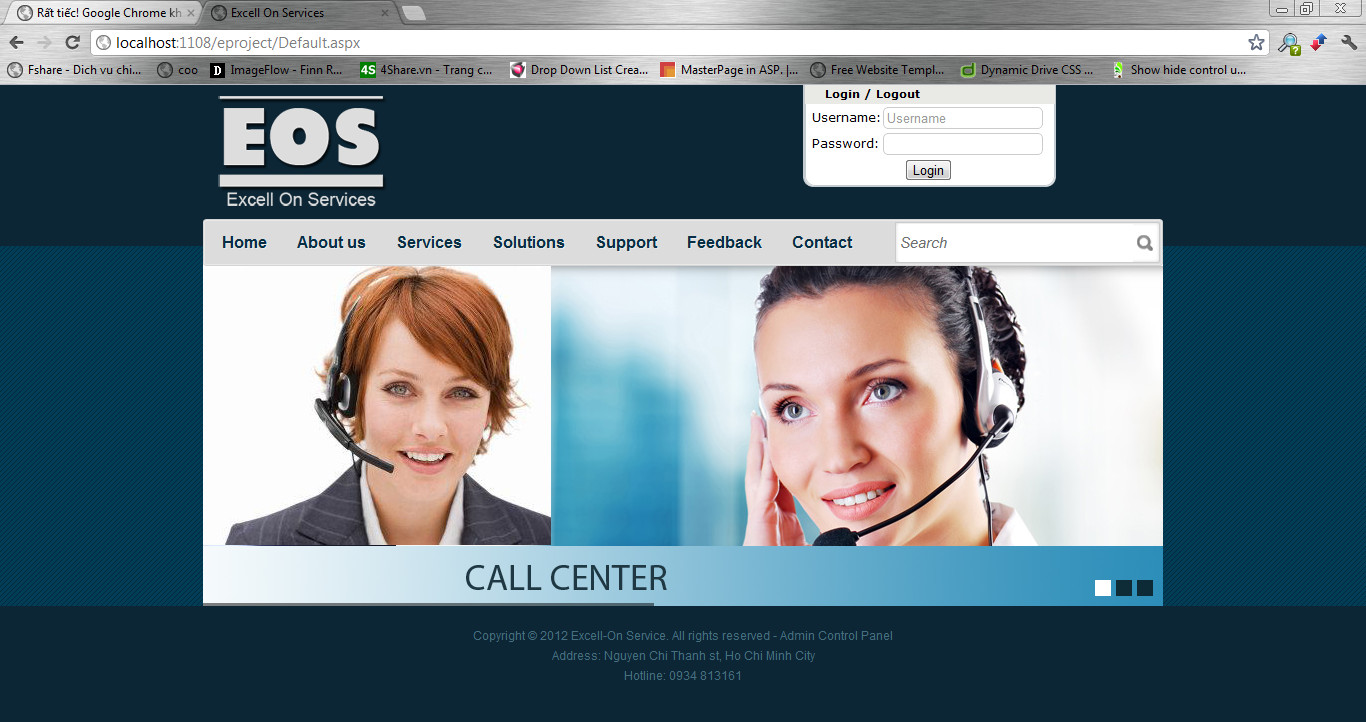 Rất tiếc! Google Chrome kh
Excell On Services
localhost:1108/eproject/Default.aspx
Fshare - Dich vu chi...
coo
D ImageFlow - Finn R...
4S 4Share.vn - Trang c...
Drop Down List Crea...
MasterPage in ASP. |...
Free Website Templ...
Dynamic Drive CSS ...
Show hide control u...
EOS
Excell On Services
Login / Logout
Username: Username
Password:
Login
Home About us Services Solutions Support Feedback Contact Search
CALL CENTER
Copyright © 2012 Excell-On Service. All rights reserved - Admin Control Panel
Address: Nguyen Chi Thanh st, Ho Chi Minh City
Hotline: 0934 813161